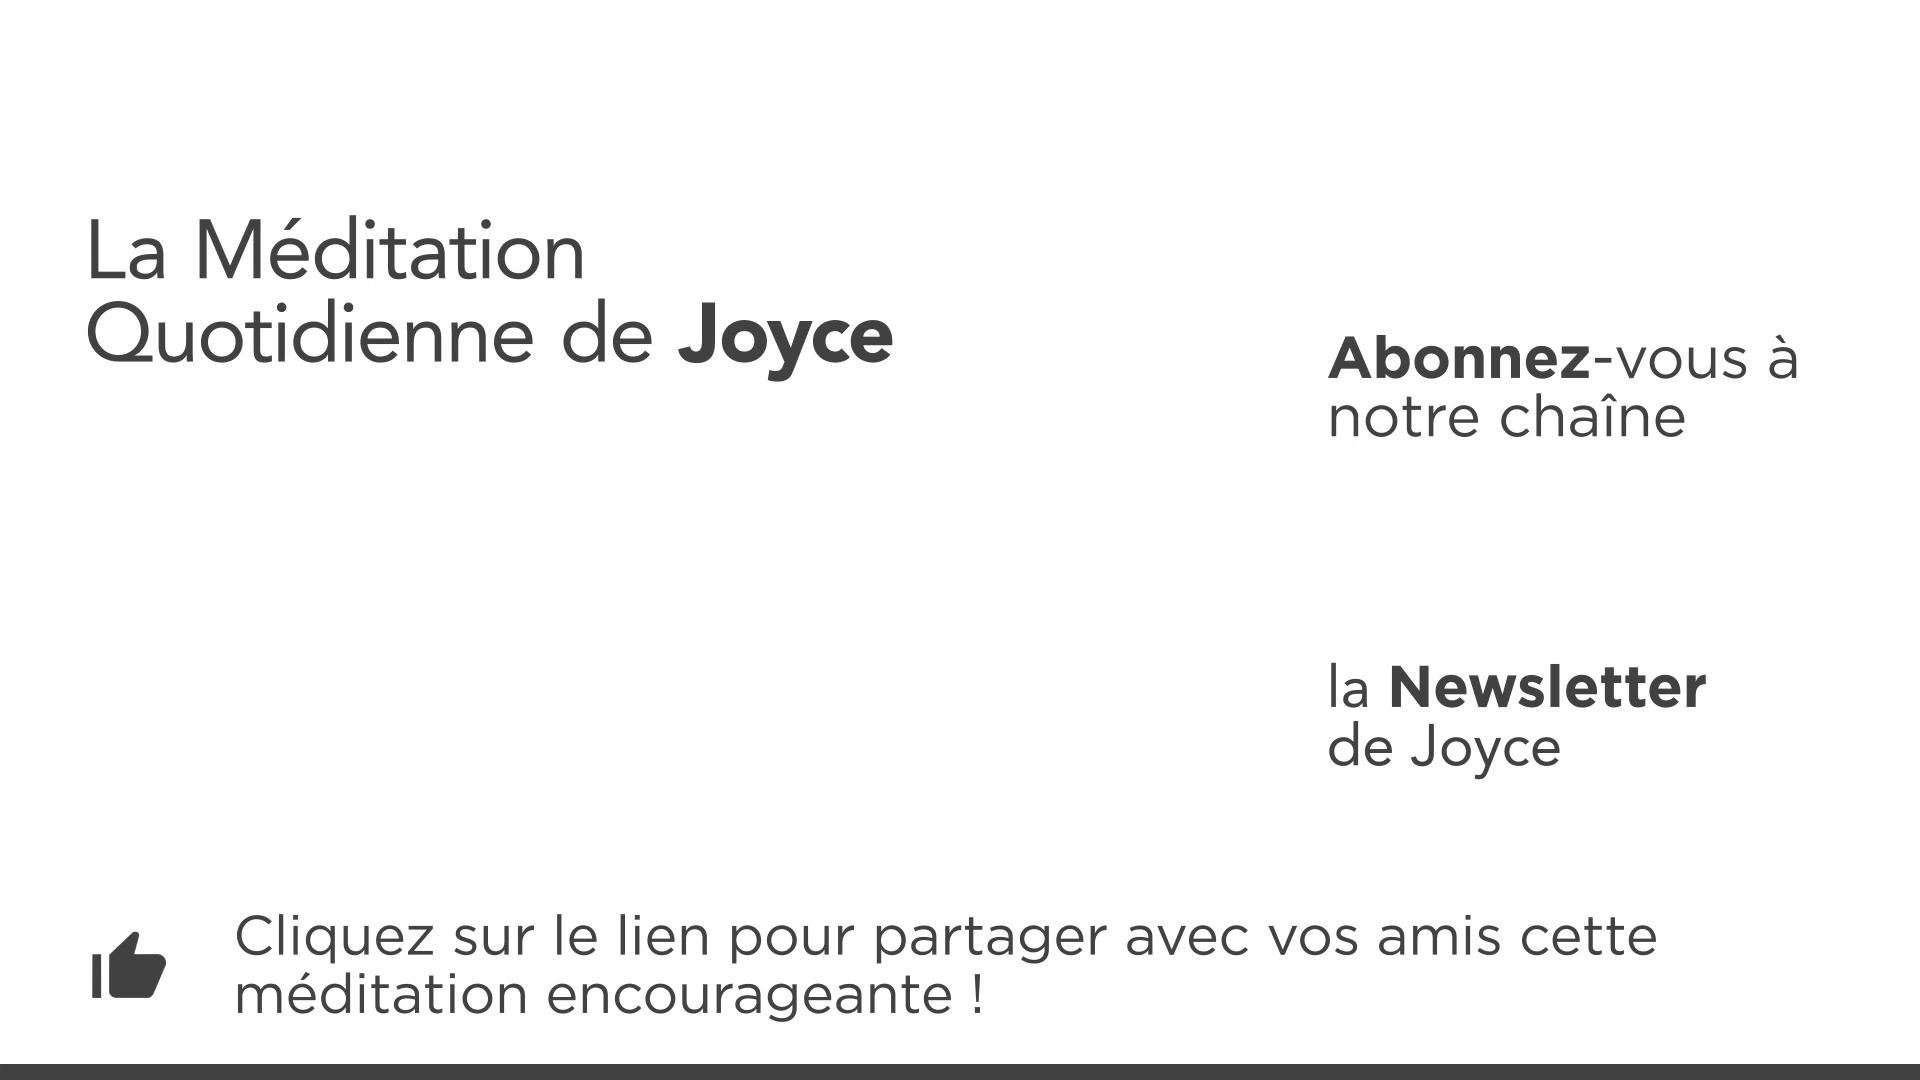 La Méditation
Quotidienne de Joyce
Abonnez-vous à
notre chaîne
la Newsletter
de Joyce
Cliquez sur le lien pour partager avec vos amis cette
méditation encourageante !